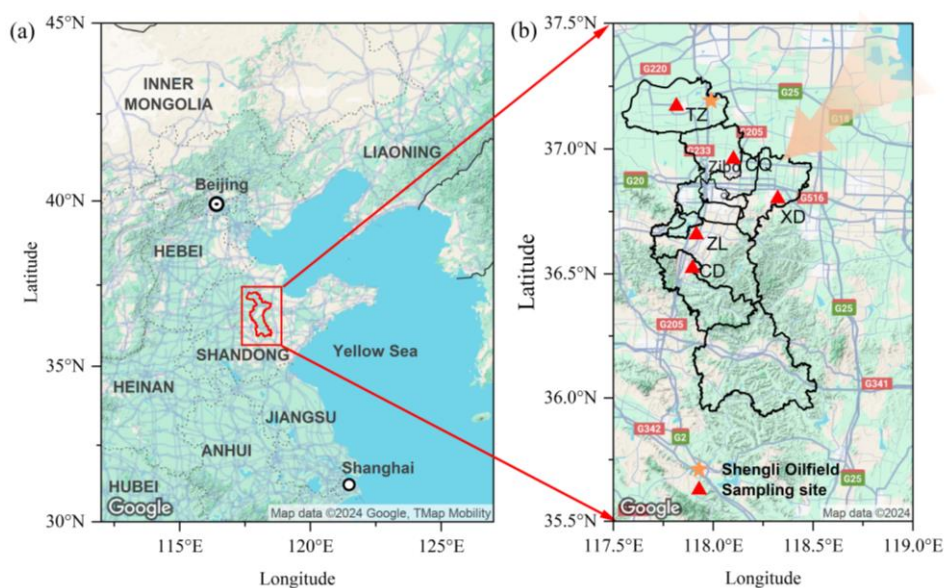 (a)
45°N
40°N
35°N
30°N
Latitude
INNER
MONGOLIA
LIAONING
Beijing
HEBEI
SHANDONG
Yellow Sea
HEINAN
JIANGSU
ANHUI
Shanghai
HUBEI
Google
Map data ©2024 Google, TMap Mobility
115°E
120°E
125°E
Longitude
(b)
37.5°N
37.0°N
36.5°N
36.0°N
35.5°N
Latitude
G220
G25
TZ
G205
G18
G233
Zibo
CQ
G20
G516
XD
ZL
CD
G205
G25
G341
G342
G2
Shengli Oilfield
G25
Sampling site
Google
Map data ©2024
117.5°E
118.0°E
118.5°E
119.0°E
Longitude